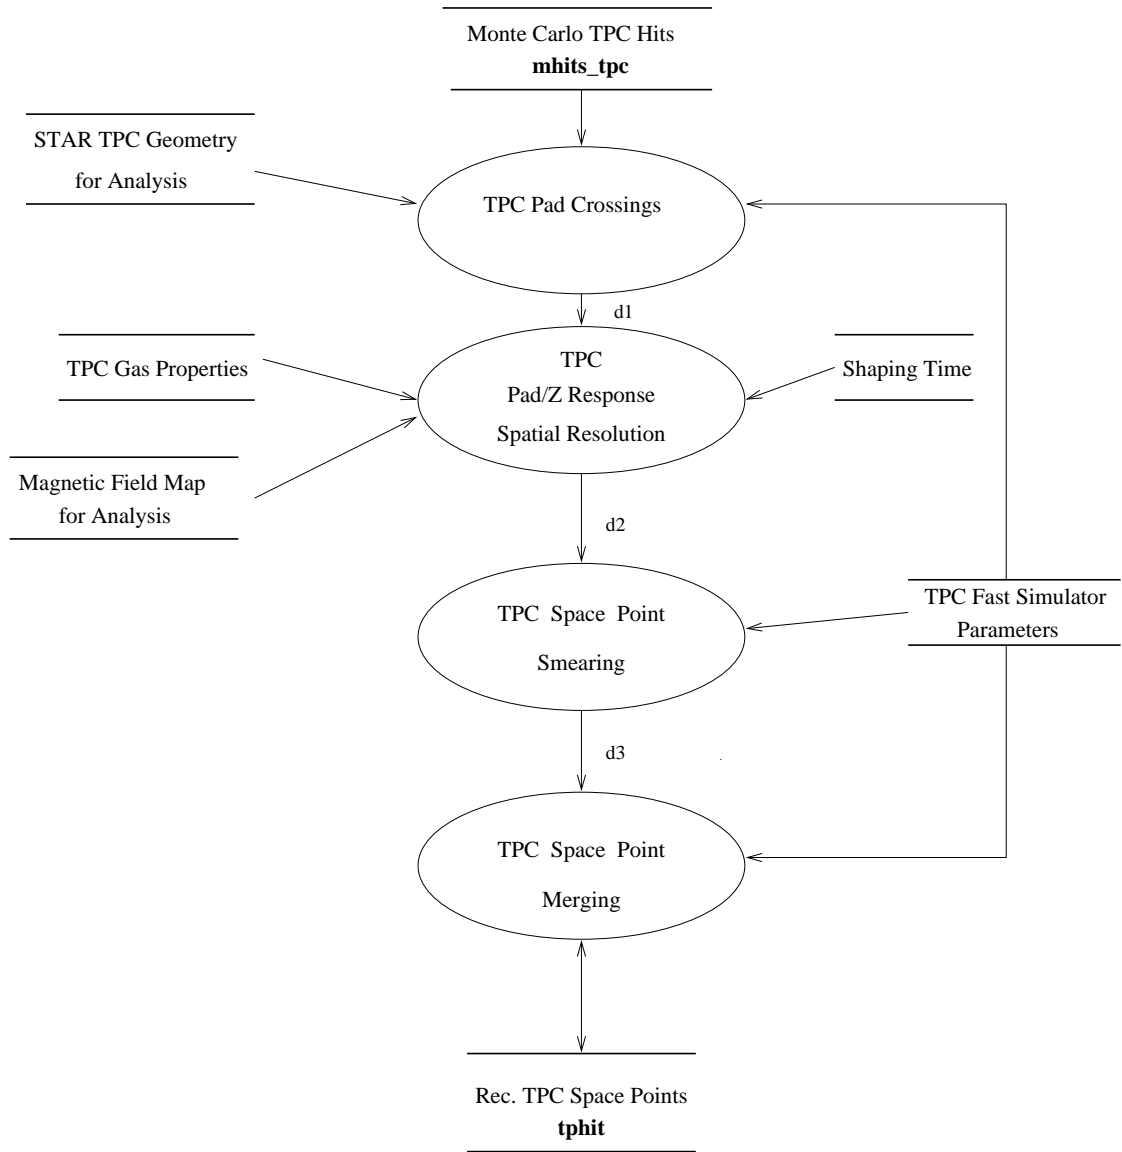 Monte Carlo TPC Hits
mhits_tpc
STAR TPC Geometry
for Analysis
TPC Pad Crossings
d1
TPC Gas Properties
TPC
Pad/Z Response
Spatial Resolution
Shaping Time
Magnetic Field Map
for Analysis
d2
TPC Space Point
Smearing
TPC Fast Simulator
Parameters
d3
TPC Space Point
Merging
Rec. TPC Space Points
tphit